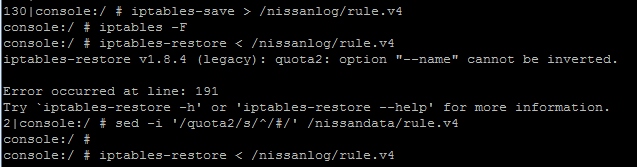 130|console:/ # iptables-save > /nissanlog/rule.v4
console:/ # iptables -F
console:/ # iptables-restore < /nissanlog/rule.v4
iptables-restore v1.8.4 (legacy): quota2: option "--name" cannot be inverted.
Error occurred at line: 191
Try `iptables-restore -h' or 'iptables-restore --help' for more information.
2|console:/ # sed -i '/quota2/s/^/#/' /nissandata/rule.v4
console:/ #
console:/ # iptables-restore < /nissanlog/rule.v4